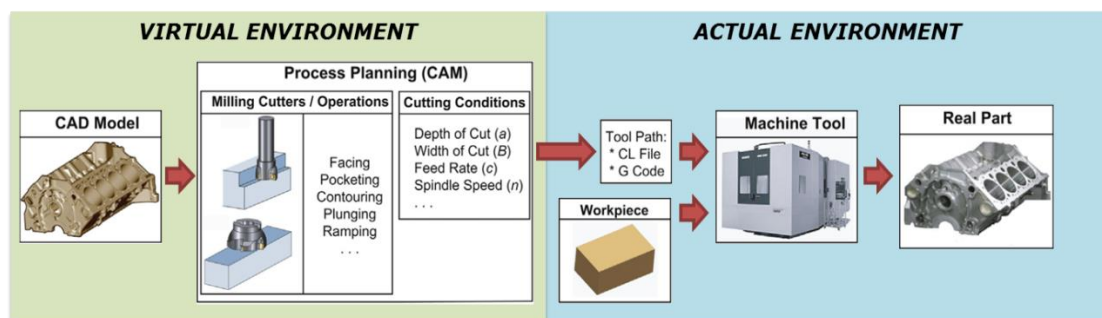 VIRTUAL ENVIRONMENT
ACTUAL ENVIRONMENT
CAD Model
Process Planning (CAM)
Milling Cutters / Operations
Facing
Pocketing
Contouring
Plunging
Ramping
. . .
Cutting Conditions
Depth of Cut (a)
Width of Cut (B)
Feed Rate (c)
Spindle Speed (n)
. . .
Tool Path:
* CL File
* G Code
Workpiece
Machine Tool
Real Part